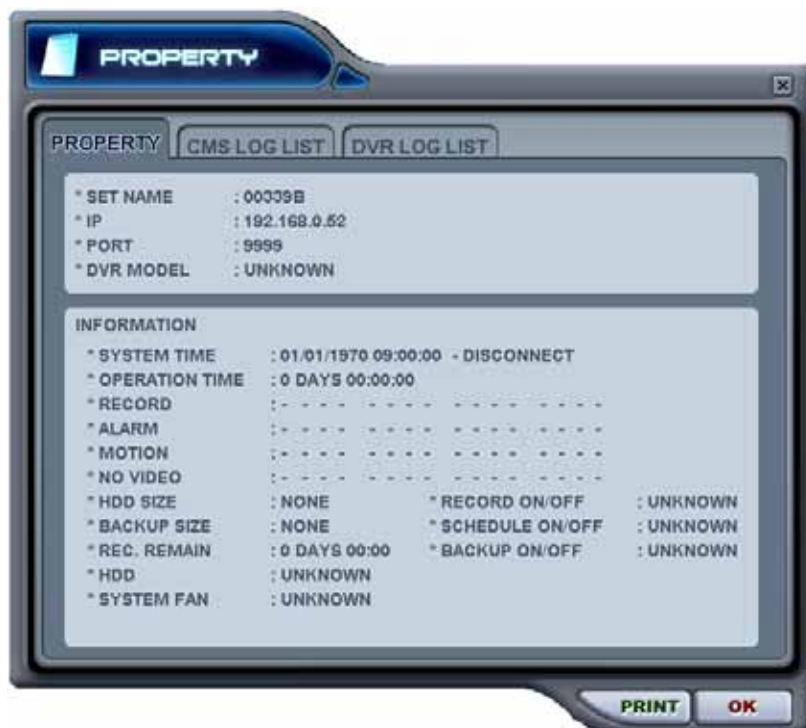 PROPERTY
PROPERTY CMS LOG LIST DVR LOG LIST
* SET NAME : 00339B
* IP : 192.168.0.52
* PORT : 9999
* DVR MODEL : UNKNOWN
INFORMATION
* SYSTEM TIME : 01/01/1970 09:00:00 - DISCONNECT
* OPERATION TIME : 0 DAYS 00:00:00
* RECORD : - - - - - - - - - - - - - - - -
* ALARM : - - - - - - - - - - - - - - - -
* MOTION : - - - - - - - - - - - - - - - -
* NO VIDEO : - - - - - - - - - - - - - - - -
* HDD SIZE : NONE * RECORD ON/OFF : UNKNOWN
* BACKUP SIZE : NONE * SCHEDULE ON/OFF : UNKNOWN
* REC. REMAIN : 0 DAYS 00:00 * BACKUP ON/OFF : UNKNOWN
* HDD : UNKNOWN
* SYSTEM FAN : UNKNOWN
PRINT OK